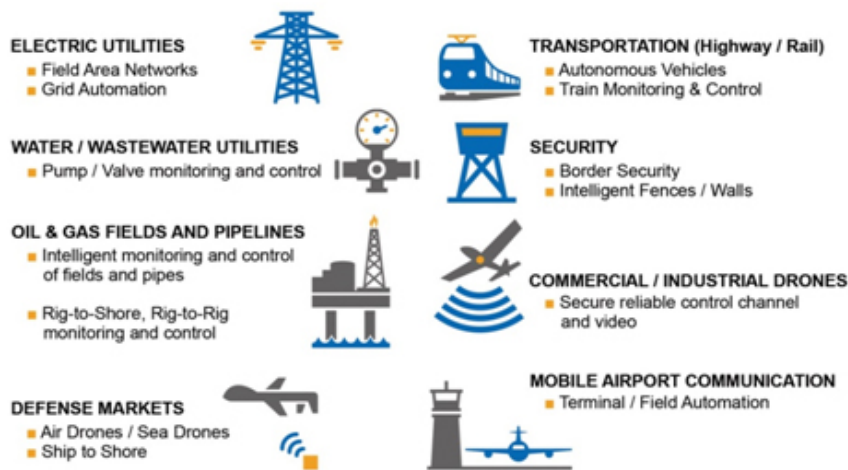 ELECTRIC UTILITIES
Field Area Networks
Grid Automation
WATER / WASTEWATER UTILITIES
Pump / Valve monitoring and control
OIL & GAS FIELDS AND PIPELINES
Intelligent monitoring and control
of fields and pipes
Rig-to-Shore, Rig-to-Rig
monitoring and control
DEFENSE MARKETS
Air Drones / Sea Drones
Ship to Shore
TRANSPORTATION (Highway / Rail)
Autonomous Vehicles
Train Monitoring & Control
SECURITY
Border Security
Intelligent Fences / Walls
COMMERCIAL / INDUSTRIAL DRONES
Secure reliable control channel
and video
MOBILE AIRPORT COMMUNICATION
Terminal / Field Automation